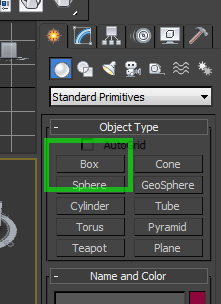 Standard Primitives
- Object Type
AutoGrid
Box Cone
Sphere GeoSphere
Cylinder Tube
Torus Pyramid
Teapot Plane
- Name and Color